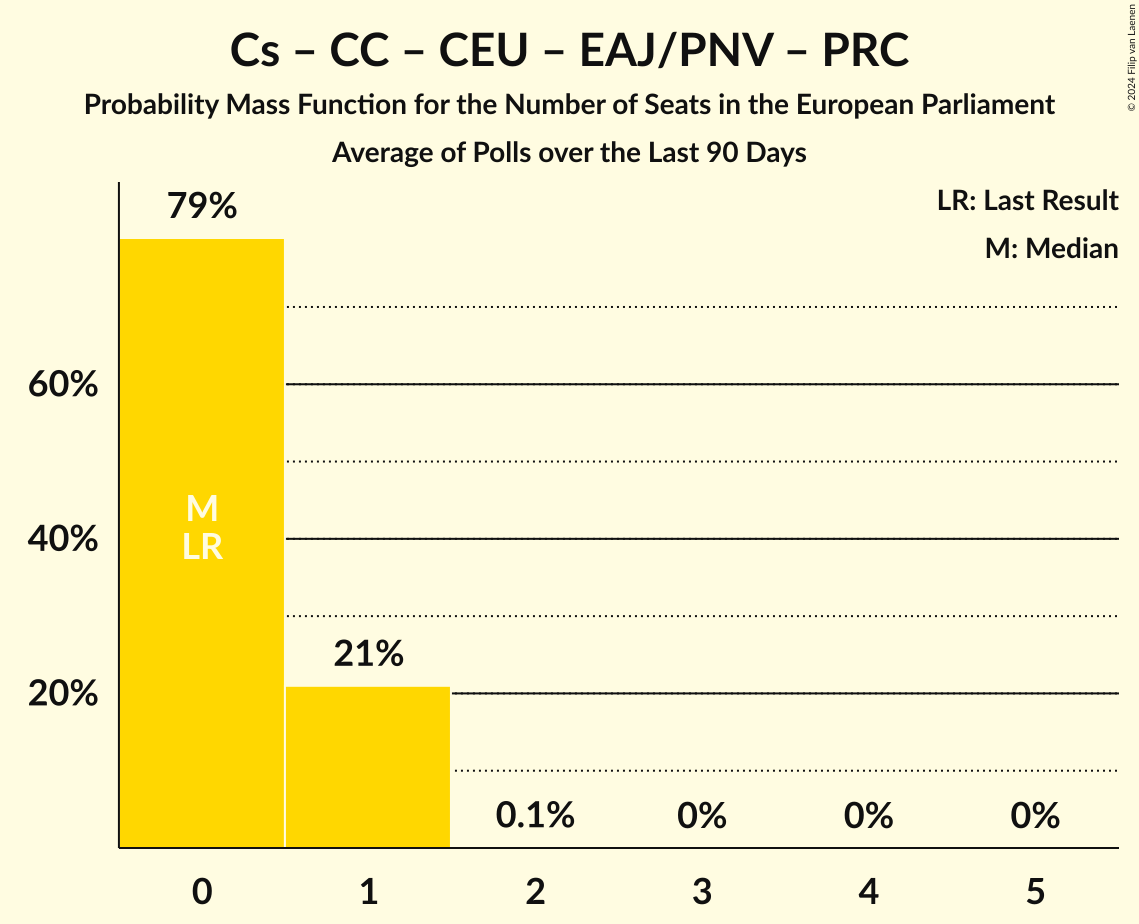 Cs – CC – CEU – EAJ/PNV – PRC
Probability Mass Function for the Number of Seats in the European Parliament
Average of Polls over the Last 90 Days
© 2024 Filip van Laenen
LR: Last Result
M: Median
79%
60%
M
40%
LR
21%
20%
0.1%
0%
0%
0%
0
1
2
3
4
5